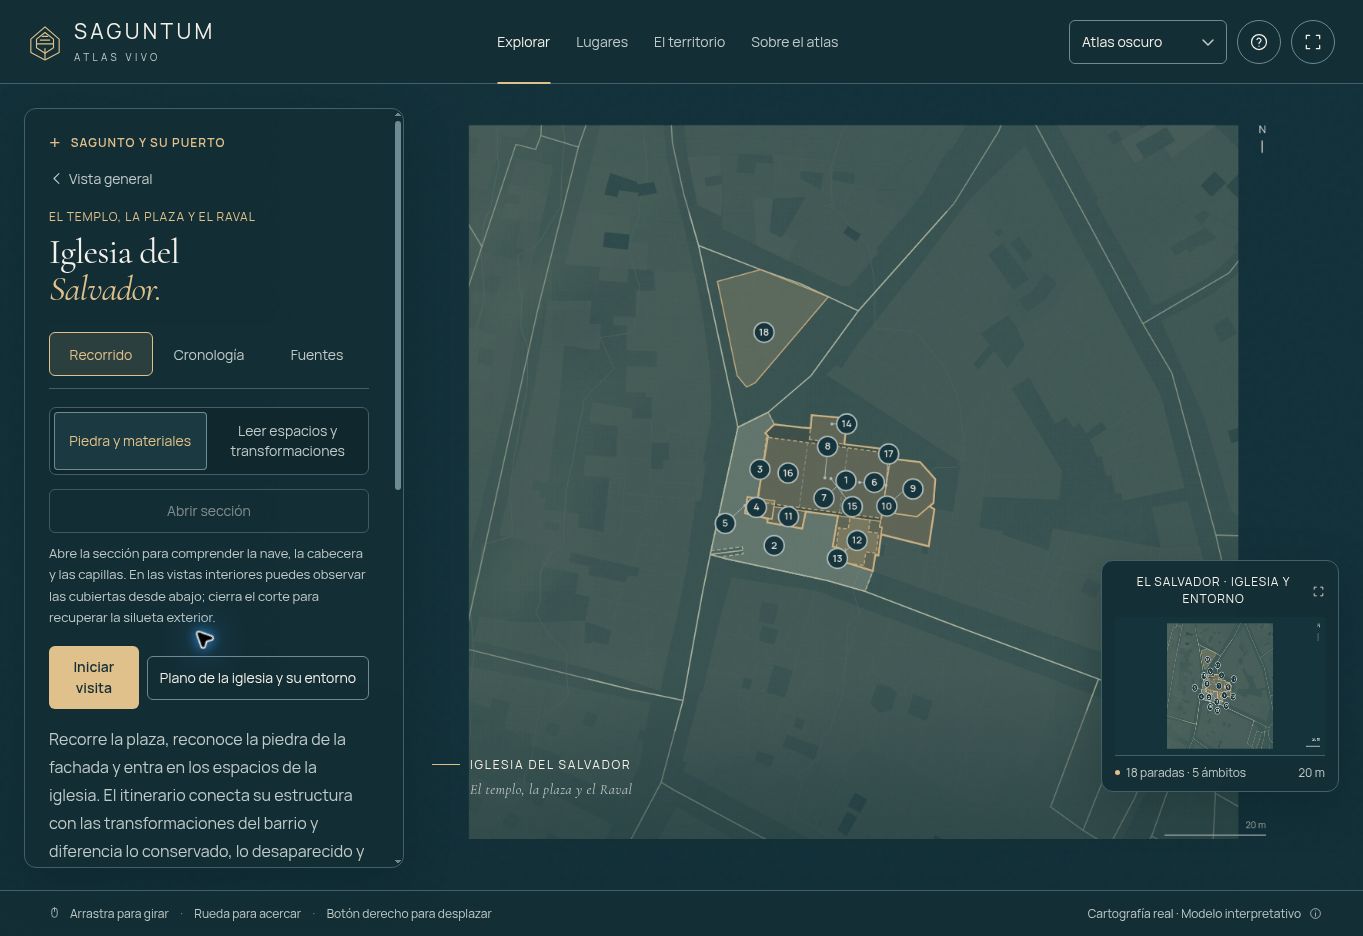 SAGUNTUM
ATLAS VIVO
Explorar
Lugares
El territorio
Sobre el atlas
Atlas oscuro
SAGUNTO Y SU PUERTO
Vista general
EL TEMPLO, LA PLAZA Y EL RAVAL
Iglesia del
Salvador.
Recorrido
Cronología
Fuentes
Piedra y materiales
Leer espacios y
transformaciones
Abrir sección
Abre la sección para comprender la nave, la cabecera
y las capillas. En las vistas interiores puedes observar
las cubiertas desde abajo; cierra el corte para
recuperar la silueta exterior.
Iniciar
visita
Plano de la iglesia y su entorno
Recorre la plaza, reconoce la piedra de la
fachada y entra en los espacios de la
iglesia. El itinerario conecta su estructura
con las transformaciones del barrio y
diferencia lo conservado, lo desaparecido y
N
18
14
8
17
3
16
1
6
9
7
4
15
10
11
5
2
12
13
IGLESIA DEL SALVADOR
El templo, la plaza y el Raval
EL SALVADOR · IGLESIA Y
ENTORNO
18 paradas · 5 ámbitos
20 m
20 m
Arrastra para girar · Rueda para acercar · Botón derecho para desplazar
Cartografía real · Modelo interpretativo